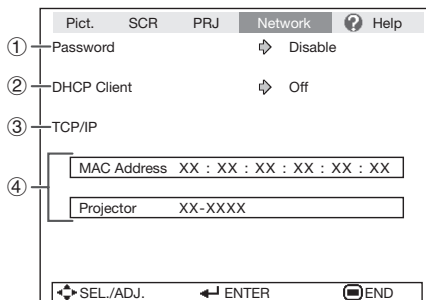 Pict. SCR PRJ Network ? Help
① Password Disable
② DHCP Client Off
③ TCP/IP
④
MAC Address XX : XX : XX : XX : XX : XX
Projector XX-XXXX
SEL./ADJ. ENTER END